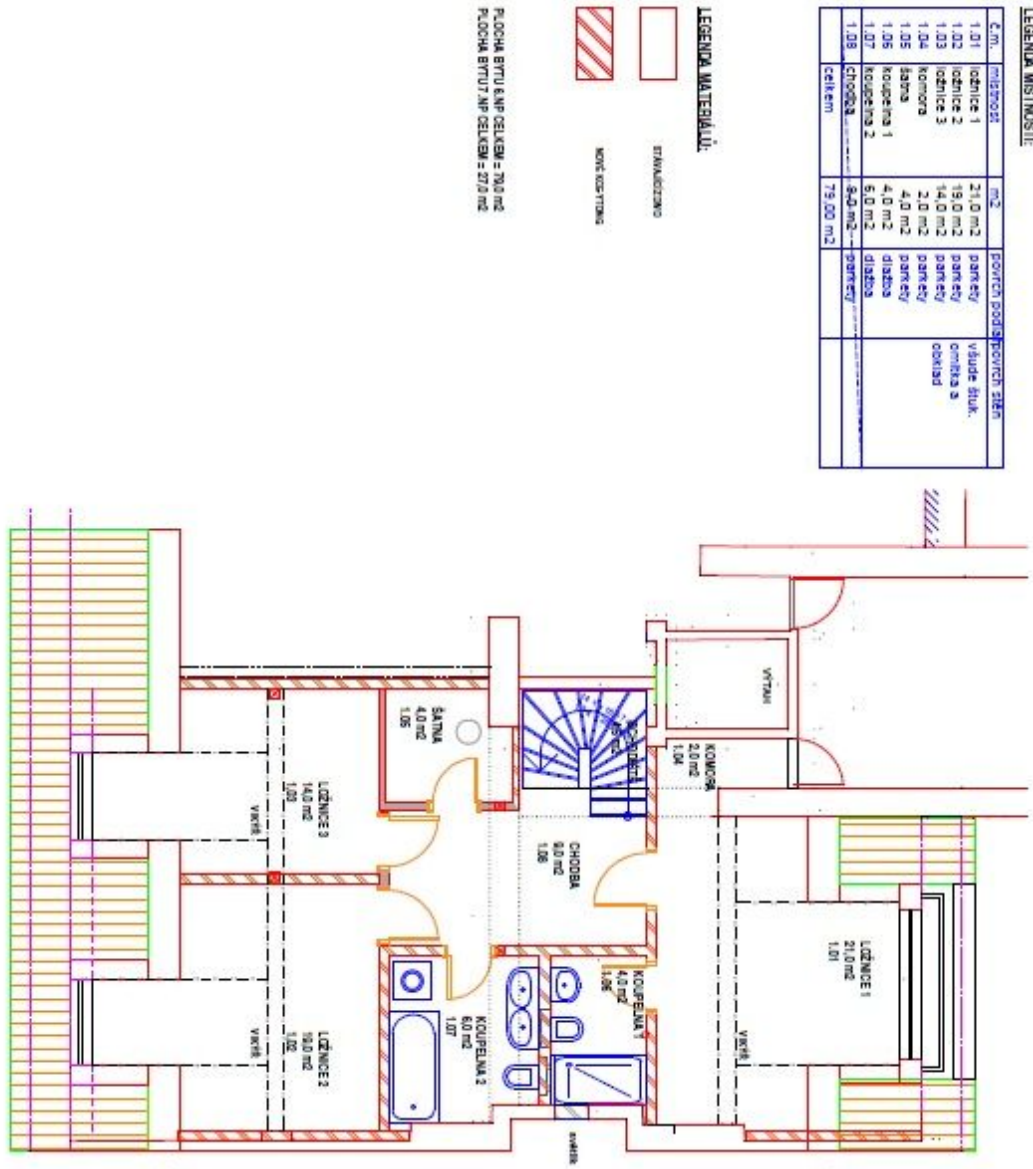 LEGENDA MÍSTNOSTÍ:
č.m. místnost m2 povrch podlah povrch stěn
1.01 ložnice 1 21,0 m2 parkety všude štuk.
1.02 ložnice 2 19,0 m2 parkety omítka a
1.03 ložnice 3 14,0 m2 parkety obklad
1.04 komora 2,0 m2 parkety
1.05 šatna 4,0 m2 parkety
1.06 koupelna 1 4,0 m2 dlažba
1.07 koupelna 2 6,0 m2 dlažba
1.08 chodba 9,0 m2 parkety
celkem 79,00 m2
LEGENDA MATERIÁLŮ:
PLOCHA BYTU 6.NP CELKEM = 79,0 m2
PLOCHA BYTU 7.NP CELKEM = 27,0 m2
VÝTAH
KOMORA
2,0 m2
1.04
SCHODIŠTĚ
LOŽNICE 1
21,0 m2
1.01
VIKÝŘ
CHODBA
9,0 m2
1.08
ŠATNA
4,0 m2
1.05
KOUPELNA 1
4,0 m2
1.06
KOUPELNA 2
6,0 m2
1.07
LOŽNICE 3
14,0 m2
1.03
VIKÝŘ
LOŽNICE 2
19,0 m2
1.02
VIKÝŘ
světlík